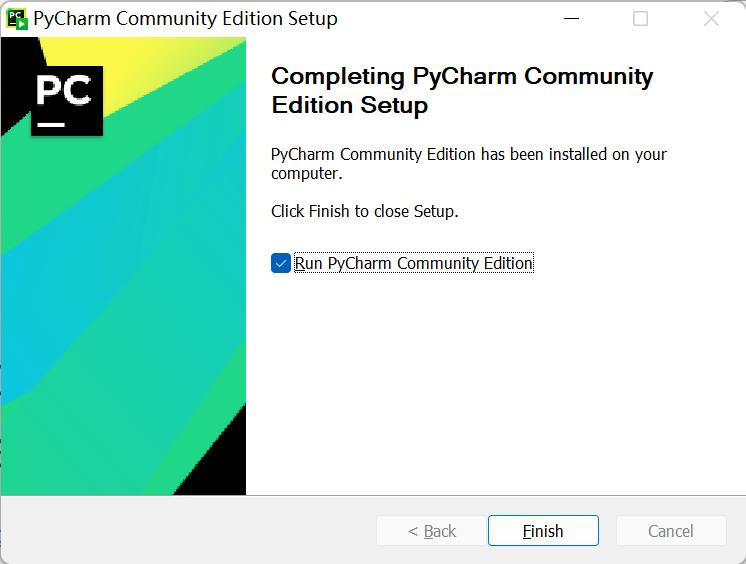 PyCharm Community Edition Setup
PC
Completing PyCharm Community
Edition Setup
PyCharm Community Edition has been installed on your
computer.
Click Finish to close Setup.
Run PyCharm Community Edition
< Back
Finish
Cancel